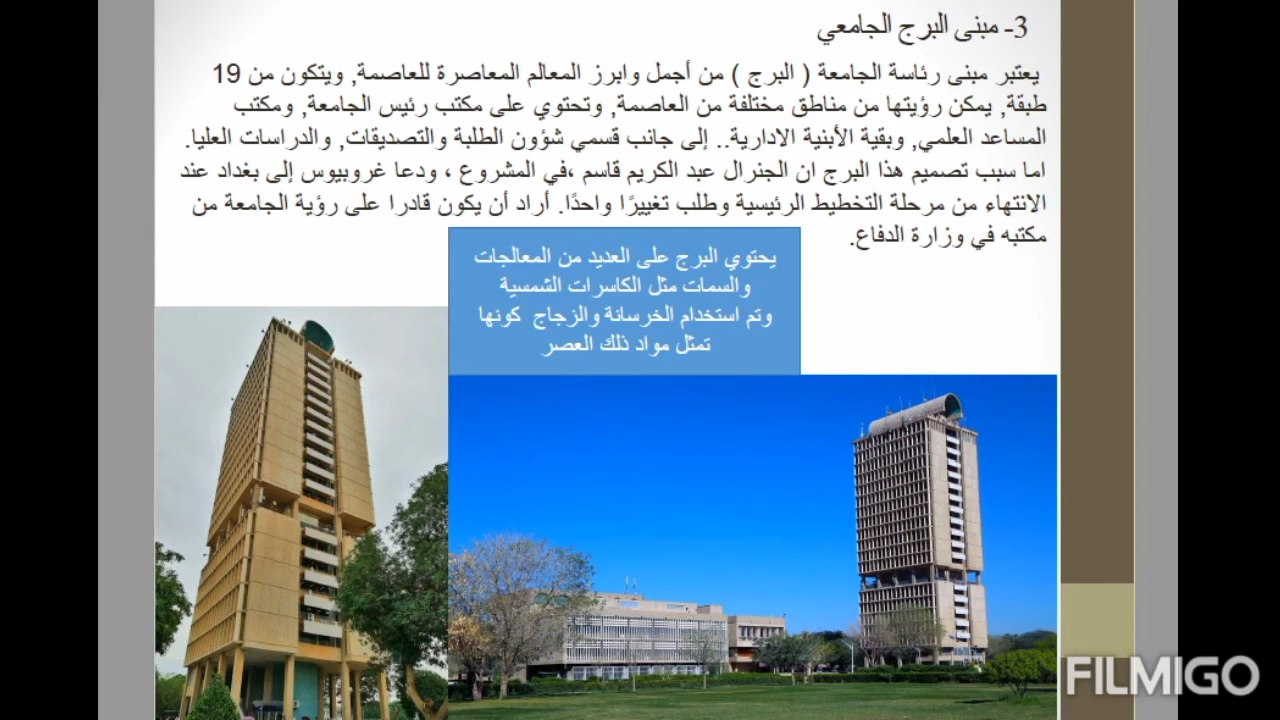 3- مبنى البرج الجامعي
يعتبر مبنى رئاسة الجامعة ( البرج ) من أجمل وابرز المعالم المعاصرة للعاصمة, ويتكون من 19
طبقة, يمكن رؤيتها من مناطق مختلفة من العاصمة, وتحتوي على مكتب رئيس الجامعة, ومكتب
المساعد العلمي, وبقية الأبنية الادارية.. إلى جانب قسمي شؤون الطلبة والتصديقات, والدراسات العليا.
اما سبب تصميم هذا البرج ان الجنرال عبد الكريم قاسم ،في المشروع ، ودعا غروبيوس إلى بغداد عند
الانتهاء من مرحلة التخطيط الرئيسية وطلب تغييرًا واحدًا. أراد أن يكون قادرا على رؤية الجامعة من
مكتبه في وزارة الدفاع.
يحتوي البرج على العديد من المعالجات
والسمات مثل الكاسرات الشمسية
وتم استخدام الخرسانة والزجاج كونها
تمثل مواد ذلك العصر
FILMIGO